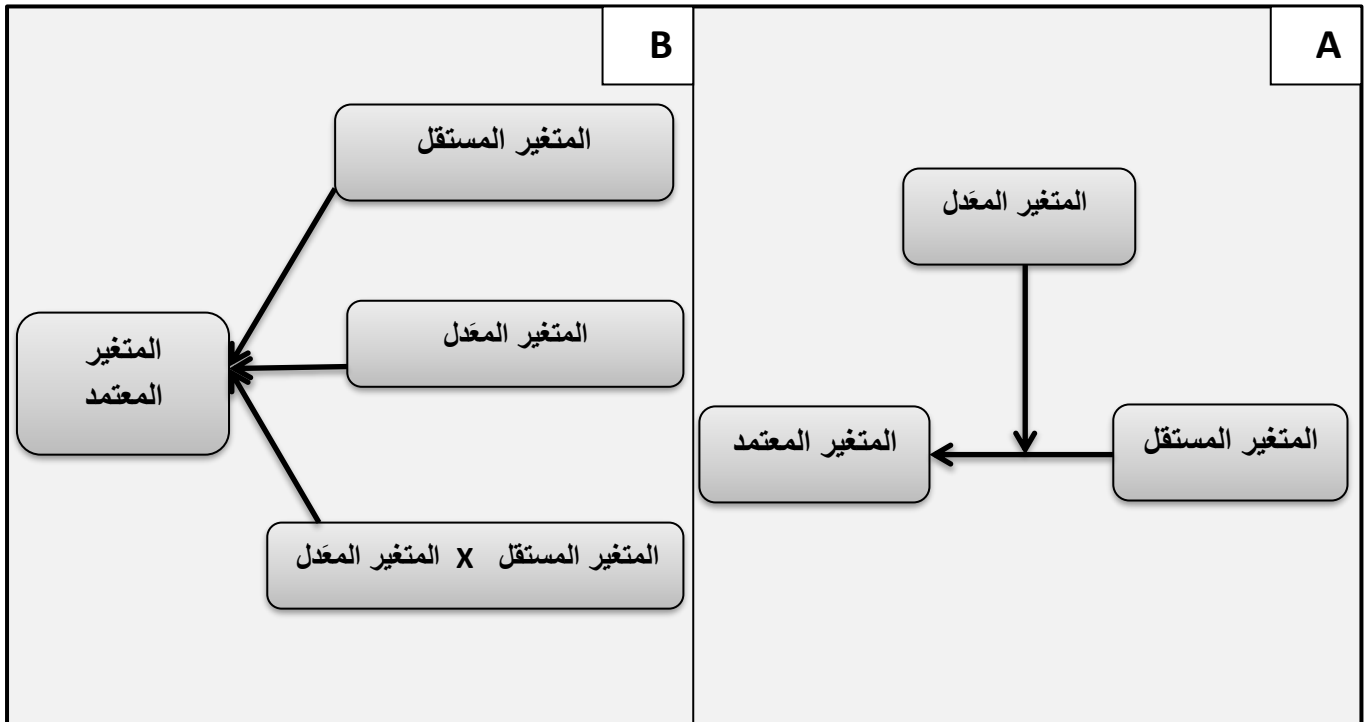 A
المتغير المعَدل
المتغير المستقل
المتغير المعتمد
B
المتغير المستقل
المتغير المعَدل
المتغير
المعتمد
المتغير المستقل X المتغير المعَدل